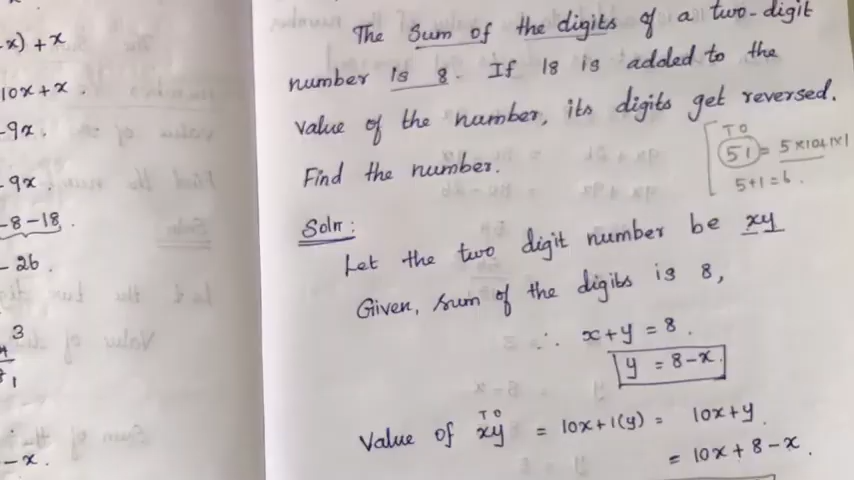 -x) + x
10x + x.
-9x.
-9x.
-8-18.
-26.
3
1
-x.
The Sum of the digits of a two-digit
number is 8. If 18 is added to the
value of the number, its digits get reversed.
Find the number.
T O
51 = 5×10+1×1
5+1=6.
Soln:
Let the two digit number be xy
Given, sum of the digits is 8,
∴ x+y = 8.
y = 8-x.
T O
Value of xy = 10x+1(y) = 10x+y.
= 10x+8-x.